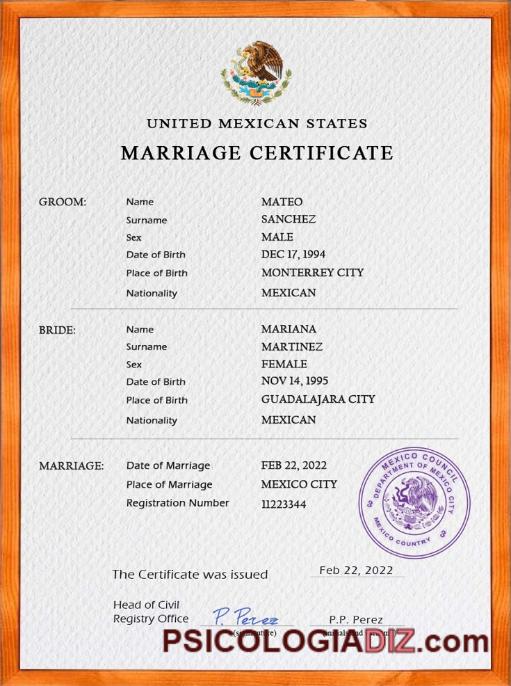 UNITED MEXICAN STATES
MARRIAGE CERTIFICATE
GROOM: Name MATEO
Surname SANCHEZ
Sex MALE
Date of Birth DEC 17, 1994
Place of Birth MONTERREY CITY
Nationality MEXICAN
BRIDE: Name MARIANA
Surname MARTINEZ
Sex FEMALE
Date of Birth NOV 14, 1995
Place of Birth GUADALAJARA CITY
Nationality MEXICAN
MARRIAGE: Date of Marriage FEB 22, 2022
Place of Marriage MEXICO CITY
Registration Number 11223344
MEXICO COUNCIL
DEPARTMENT OF MEXICO CITY
MEXICO COUNTRY
The Certificate was issued Feb 22, 2022
Head of Civil
Registry Office P. Perez P.P. Perez
PSICOLOGIADIZ.com